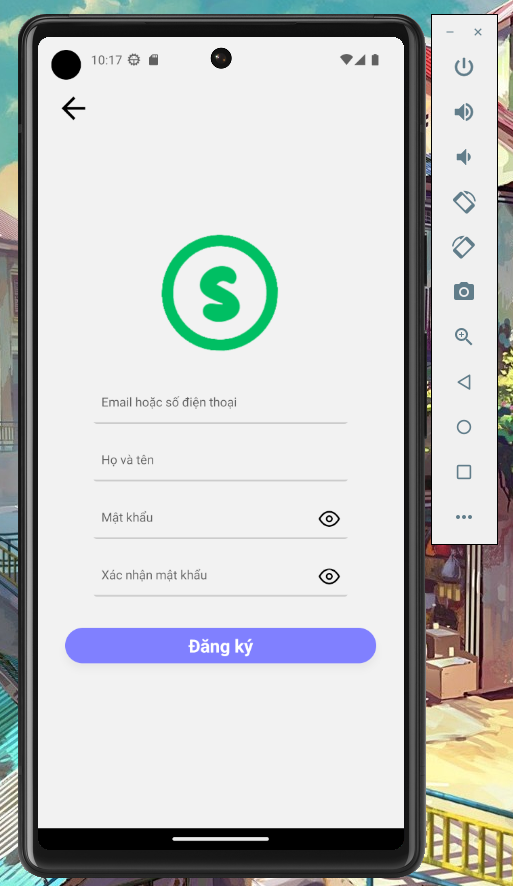 10:17
S
Email hoặc số điện thoại
Họ và tên
Mật khẩu
Xác nhận mật khẩu
Đăng ký